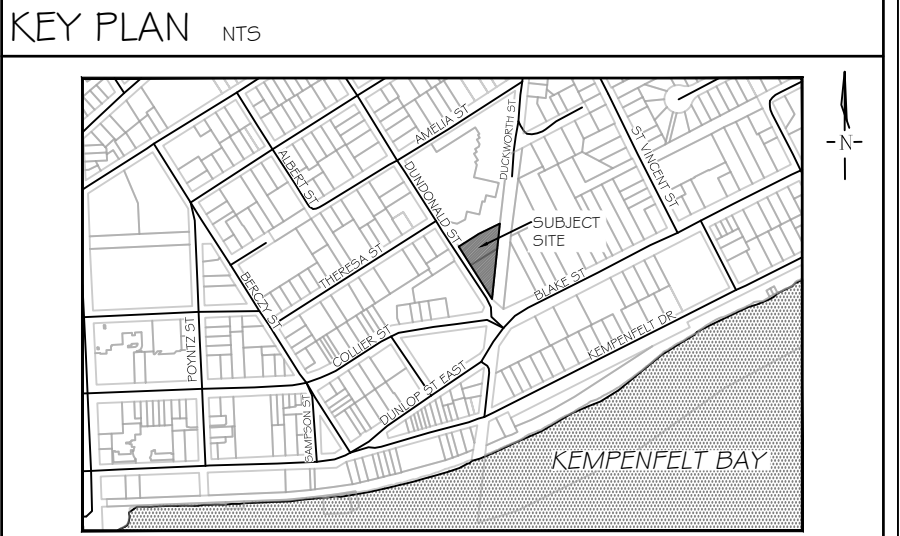 KEY PLAN NTS
AMELIA ST
DUCKWORTH ST
ST VINCENT ST
ALBERT ST
DUNDONALD ST
SUBJECT
SITE
N
THERESA ST
BERCZY ST
BLAKE ST
POYNTZ ST
COLLIER ST
KEMPENFELT DR
DUNLOP ST EAST
SAMPSON ST
KEMPENFELT BAY